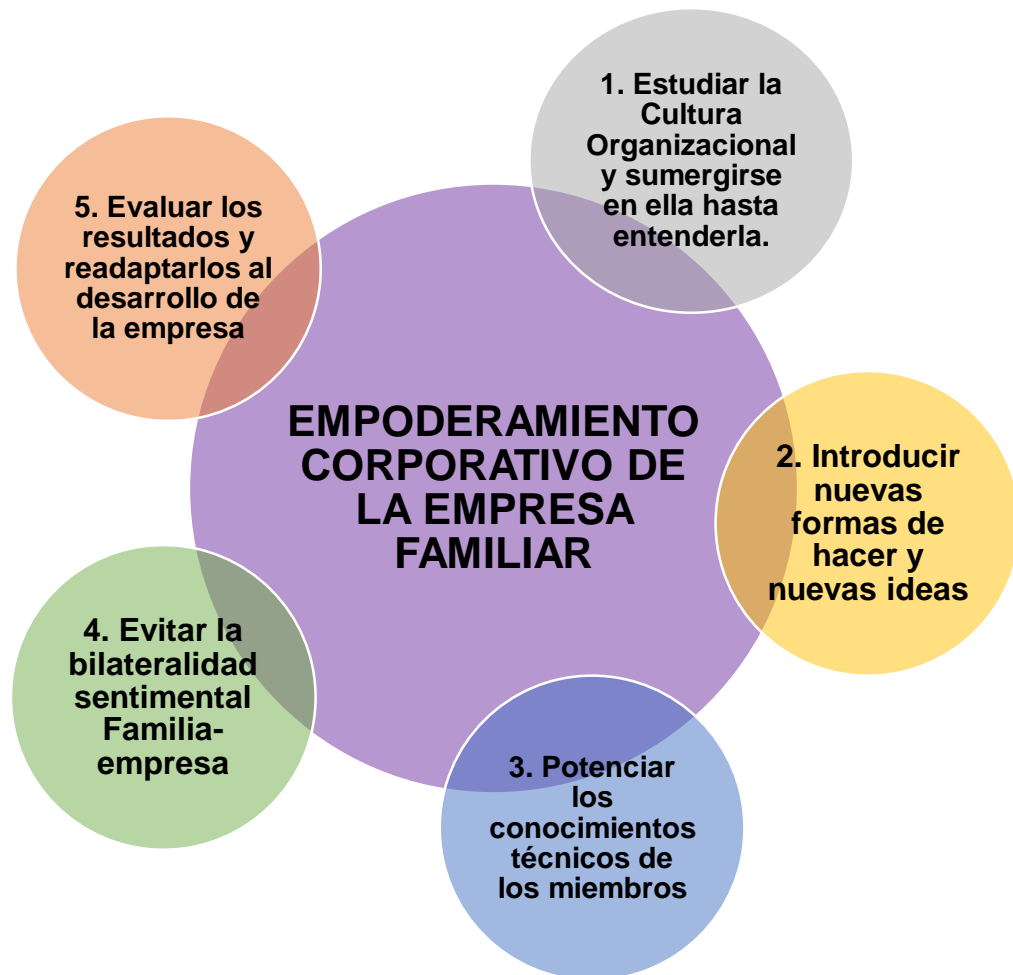 1. Estudiar la
Cultura
Organizacional
y sumergirse
en ella hasta
entenderla.
5. Evaluar los
resultados y
readaptarlos al
desarrollo de
la empresa
EMPODERAMIENTO
CORPORATIVO DE
LA EMPRESA
FAMILIAR
2. Introducir
nuevas
formas de
hacer y
nuevas ideas
4. Evitar la
bilateralidad
sentimental
Familia-
empresa
3. Potenciar
los
conocimientos
técnicos de
los miembros